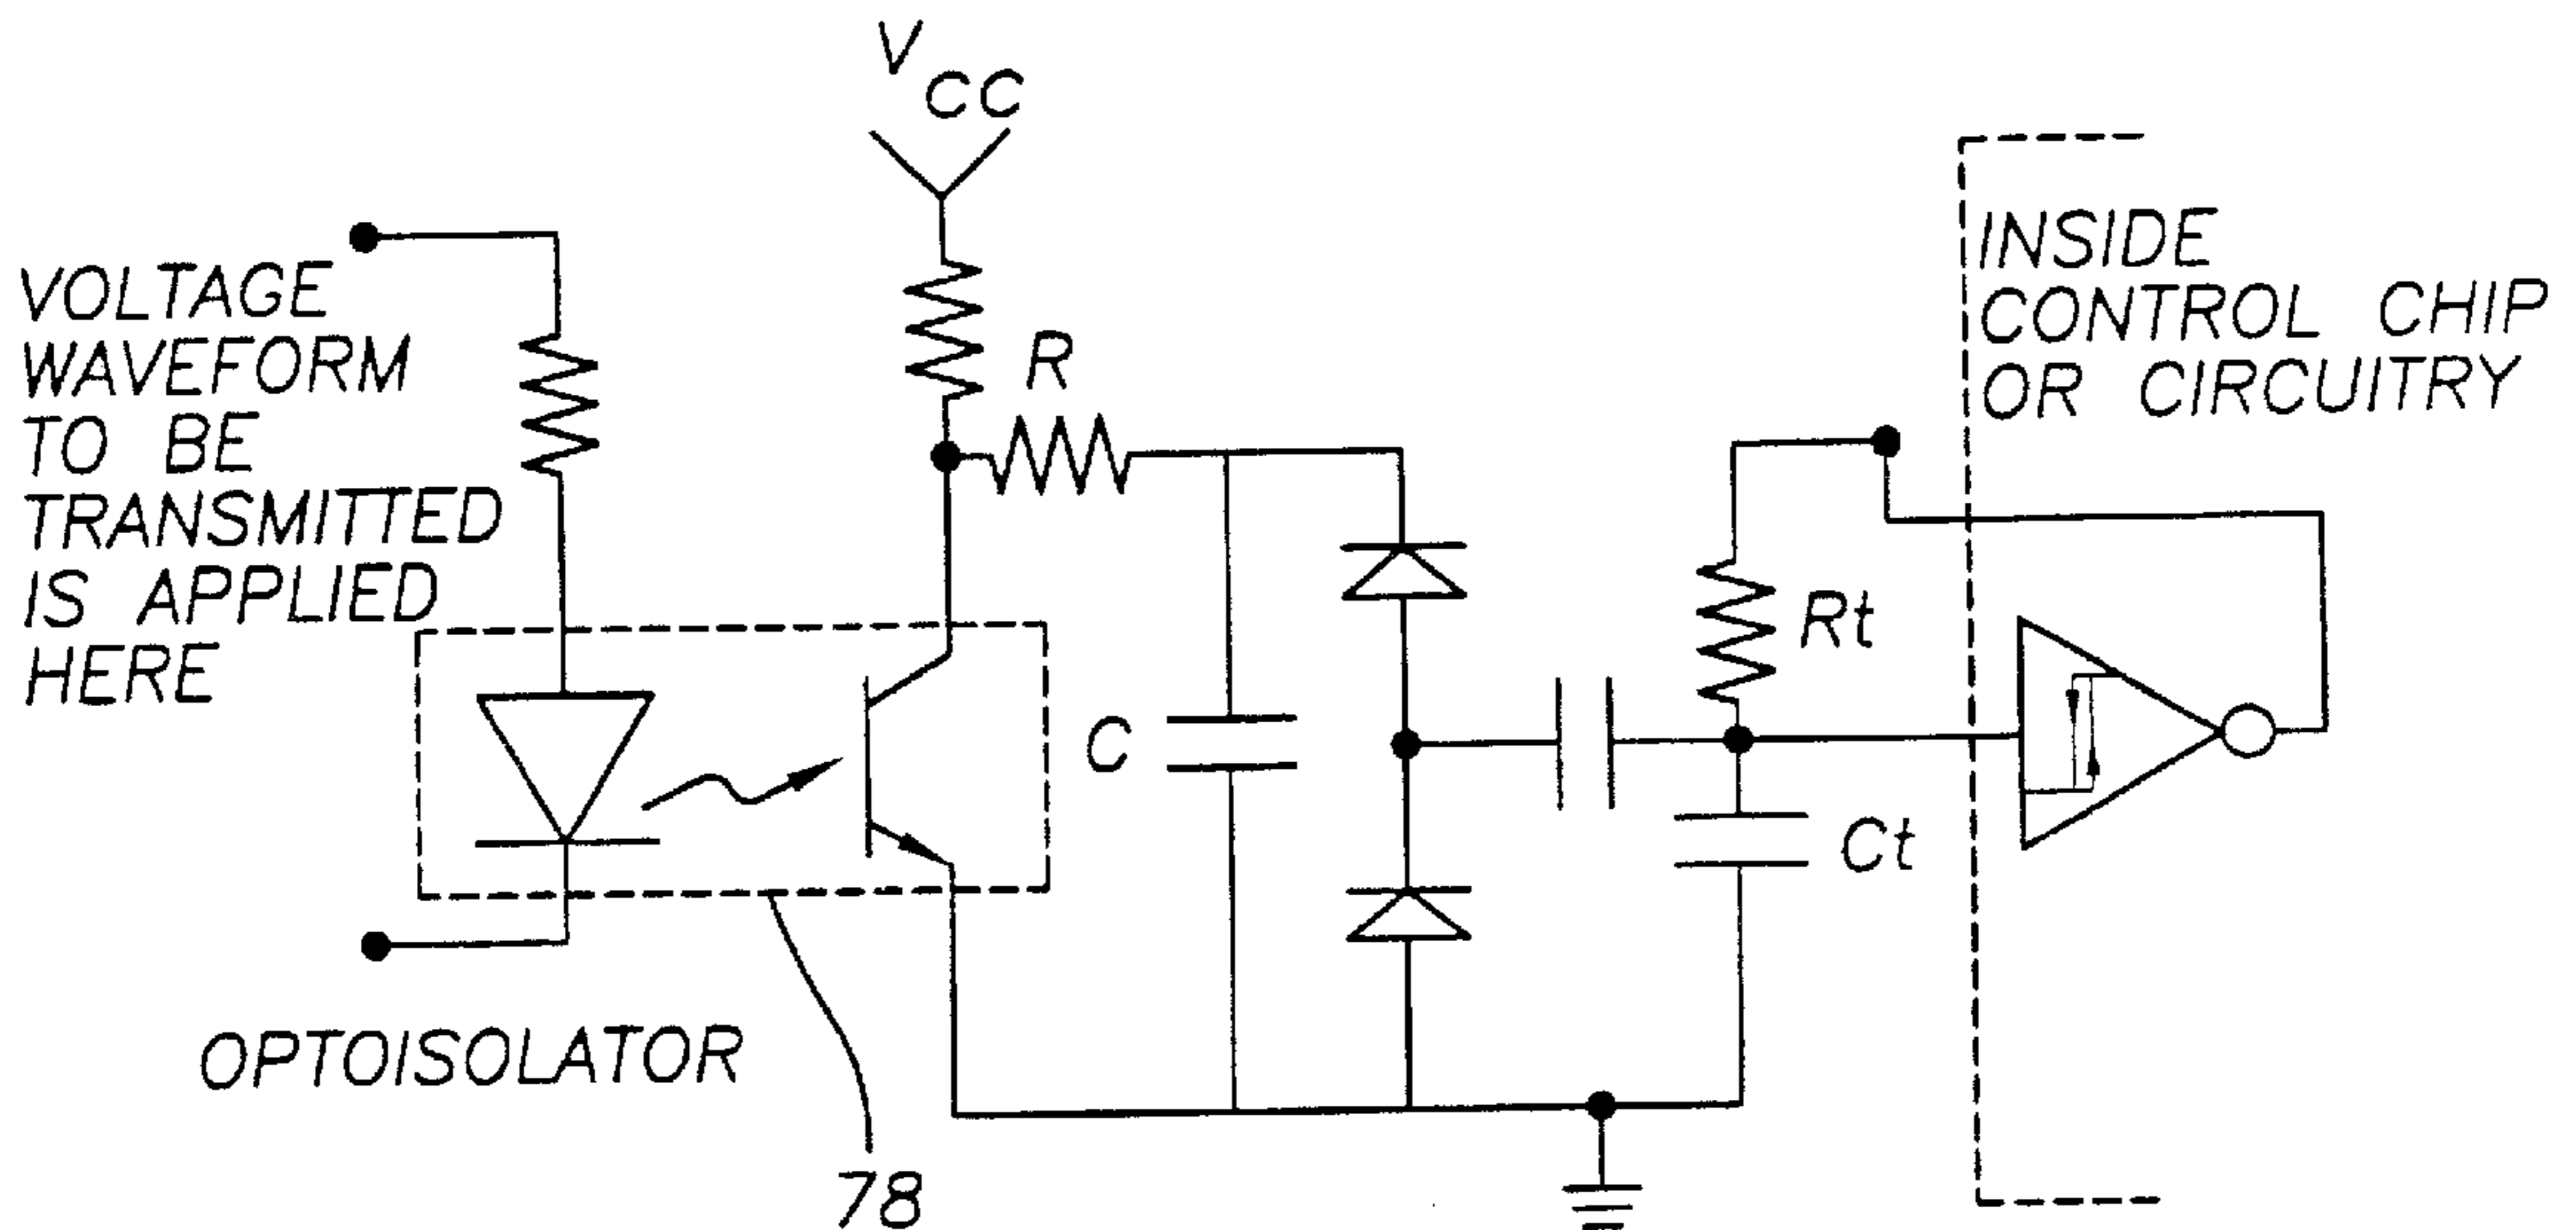 VCC
VOLTAGE
WAVEFORM
TO BE
TRANSMITTED
IS APPLIED
HERE
R
INSIDE
CONTROL CHIP
OR CIRCUITRY
Rt
C
Ct
OPTOISOLATOR
78